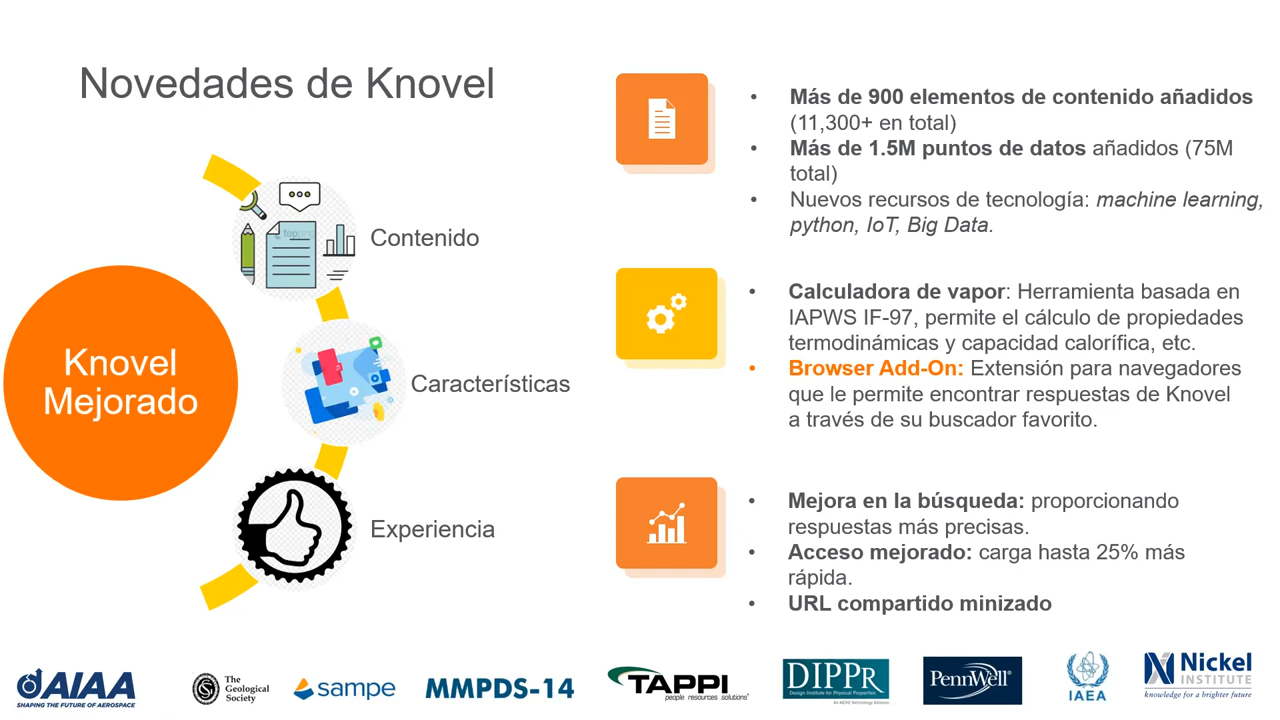 Novedades de Knovel
Knovel
Mejorado
Contenido
Características
Experiencia
• Más de 900 elementos de contenido añadidos
(11,300+ en total)
• Más de 1.5M puntos de datos añadidos (75M
total)
• Nuevos recursos de tecnología: machine learning,
python, IoT, Big Data.
• Calculadora de vapor: Herramienta basada en
IAPWS IF-97, permite el cálculo de propiedades
termodinámicas y capacidad calorífica, etc.
• Browser Add-On: Extensión para navegadores
que le permite encontrar respuestas de Knovel
a través de su buscador favorito.
• Mejora en la búsqueda: proporcionando
respuestas más precisas.
• Acceso mejorado: carga hasta 25% más
rápida.
• URL compartido minizado
AIAA
SHAPING THE FUTURE OF AEROSPACE
The
Geological
Society
sampe
MMPDS-14
TAPPI
people resources solutions
DIPPR
Design Institute for Physical Properties
An AIChE Technology Alliance
PennWell
IAEA
Nickel
INSTITUTE
knowledge for a brighter future